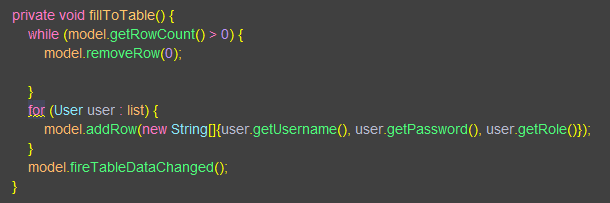 private void fillToTable() {
while (model.getRowCount() > 0) {
model.removeRow(0);
}
for (User user : list) {
model.addRow(new String[]{user.getUsername(), user.getPassword(), user.getRole()});
}
model.fireTableDataChanged();
}